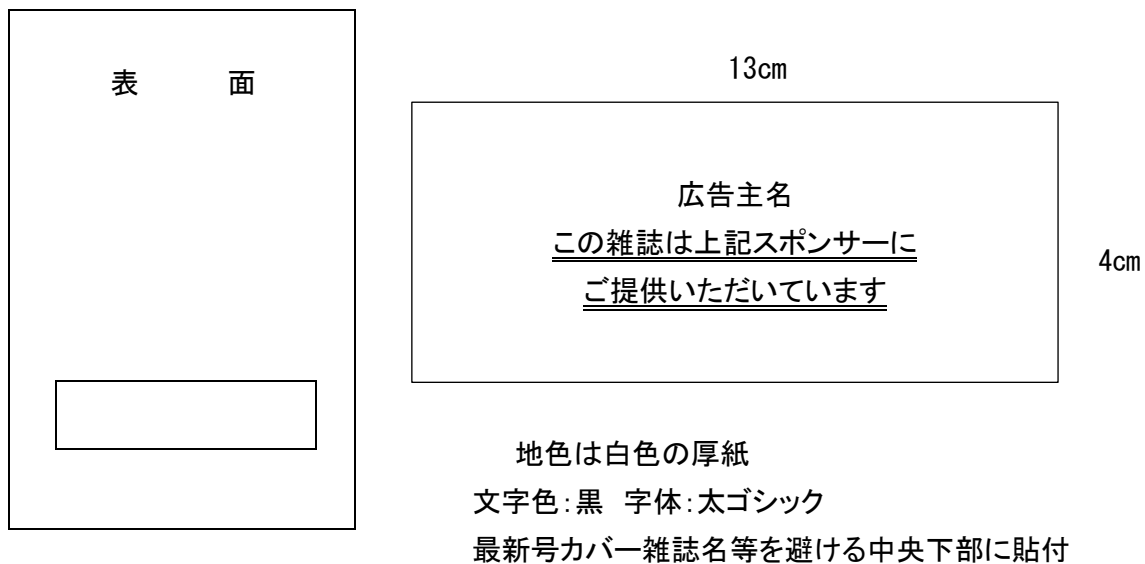 表　面
13cm
広告主名
この雑誌は上記スポンサーに
ご提供いただいています
4cm
地色は白色の厚紙
文字色：黒　字体：太ゴシック
最新号カバー雑誌名等を避ける中央下部に貼付